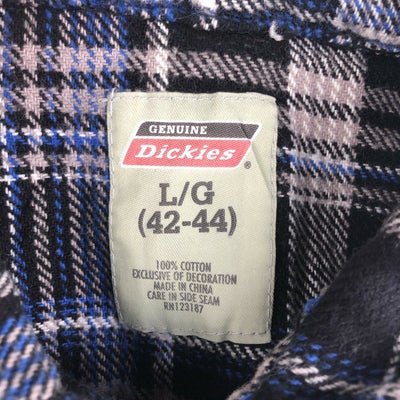 GENUINE
Dickies®
L/G
(42-44)
100% COTTON
EXCLUSIVE OF DECORATION
MADE IN CHINA
CARE IN SIDE SEAM
RN123187